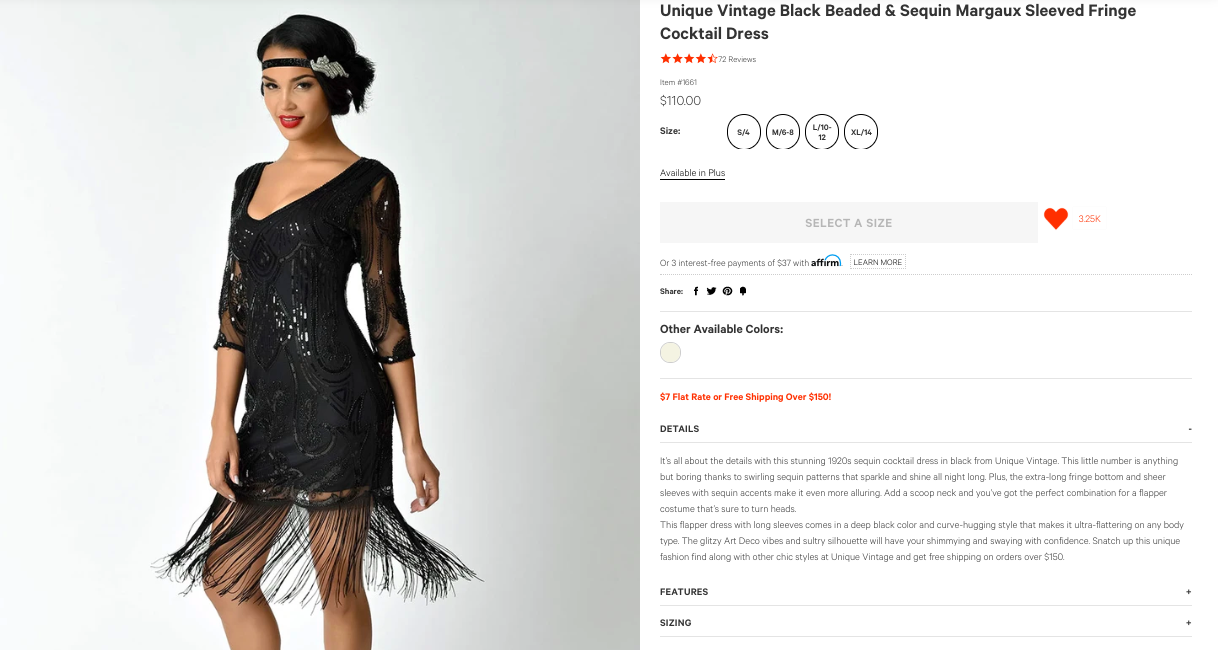 Unique Vintage Black Beaded & Sequin Margaux Sleeved Fringe
Cocktail Dress
72 Reviews
Item #1661
$110.00
Size:
S/4
M/6-8
L/10-
12
XL/14
Available in Plus
SELECT A SIZE
3.25K
Or 3 interest-free payments of $37 with affirm LEARN MORE
Share:
Other Available Colors:
$7 Flat Rate or Free Shipping Over $150!
DETAILS -
It's all about the details with this stunning 1920s sequin cocktail dress in black from Unique Vintage. This little number is anything
but boring thanks to swirling sequin patterns that sparkle and shine all night long. Plus, the extra-long fringe bottom and sheer
sleeves with sequin accents make it even more alluring. Add a scoop neck and you've got the perfect combination for a flapper
costume that's sure to turn heads.
This flapper dress with long sleeves comes in a deep black color and curve-hugging style that makes it ultra-flattering on any body
type. The glitzy Art Deco vibes and sultry silhouette will have your shimmying and swaying with confidence. Snatch up this unique
fashion find along with other chic styles at Unique Vintage and get free shipping on orders over $150.
FEATURES +
SIZING +